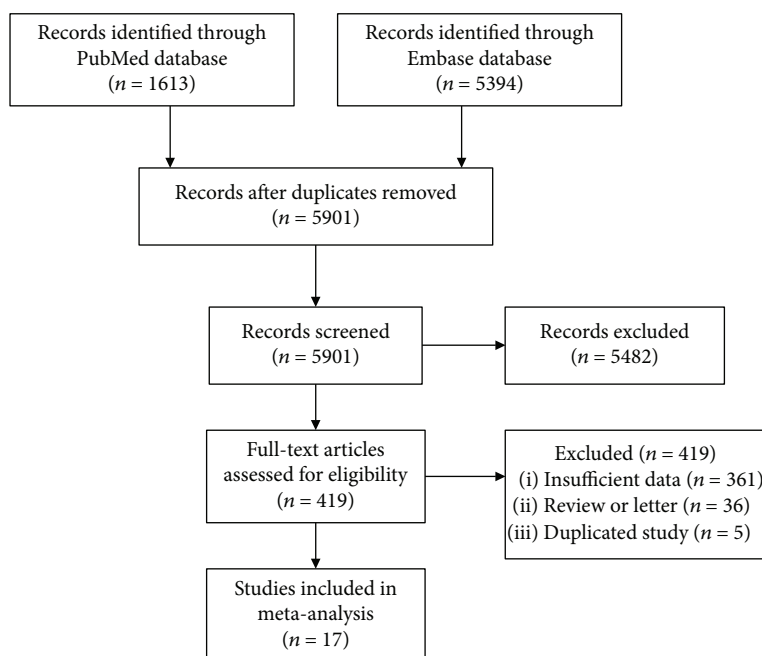 Records identified through
PubMed database
(n = 1613)
Records identified through
Embase database
(n = 5394)
Records after duplicates removed
(n = 5901)
Records screened
(n = 5901)
Records excluded
(n = 5482)
Full-text articles
assessed for eligibility
(n = 419)
Excluded (n = 419)
(i) Insufficient data (n = 361)
(ii) Review or letter (n = 36)
(iii) Duplicated study (n = 5)
Studies included in
meta-analysis
(n = 17)